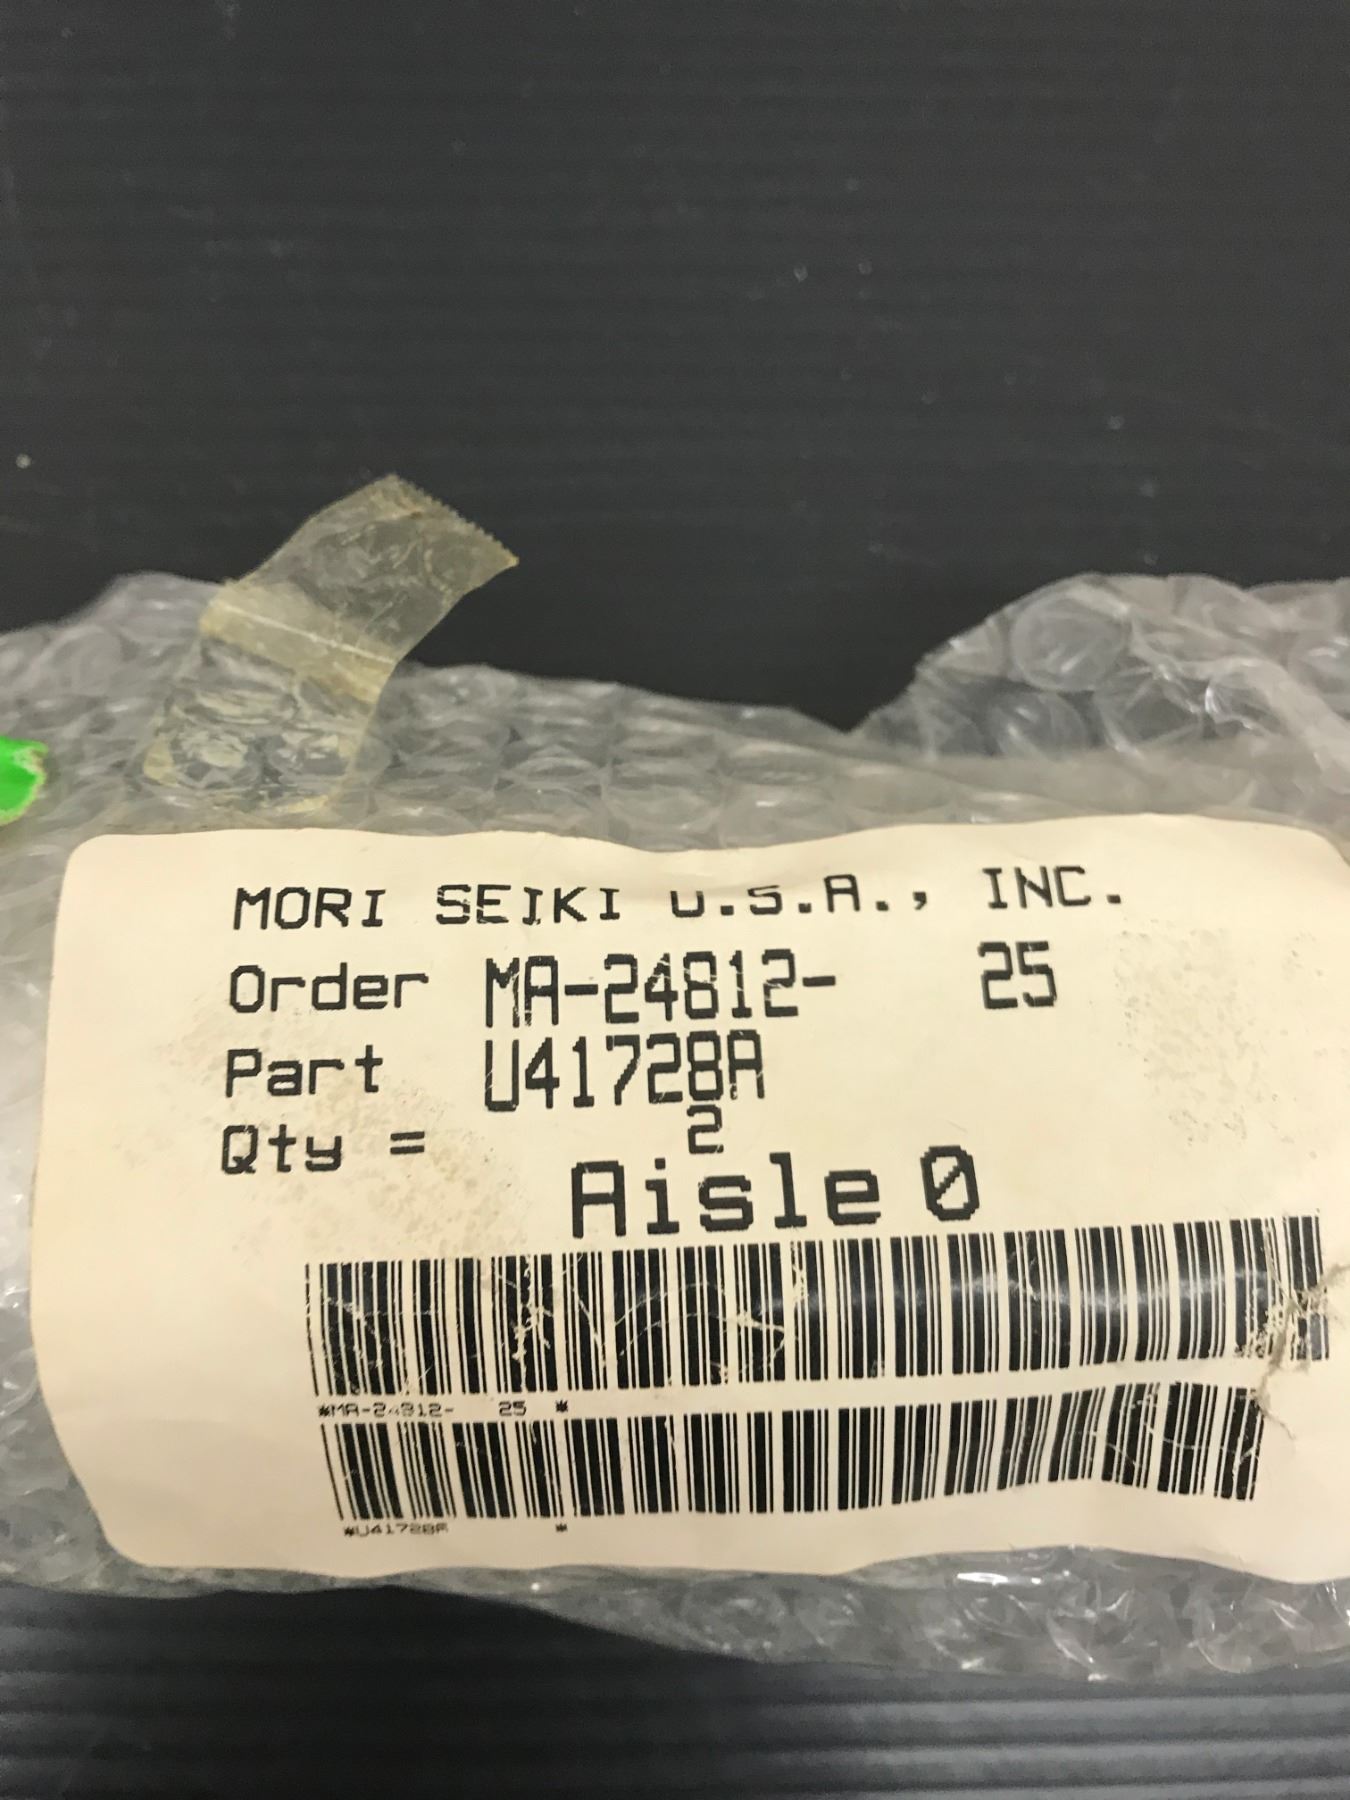 MORI SEIKI U.S.A., INC.
Order MA-24812- 25
Part U41728A
Qty = 2
Aisle 0
*MA-24812- 25 *
*U41728A *